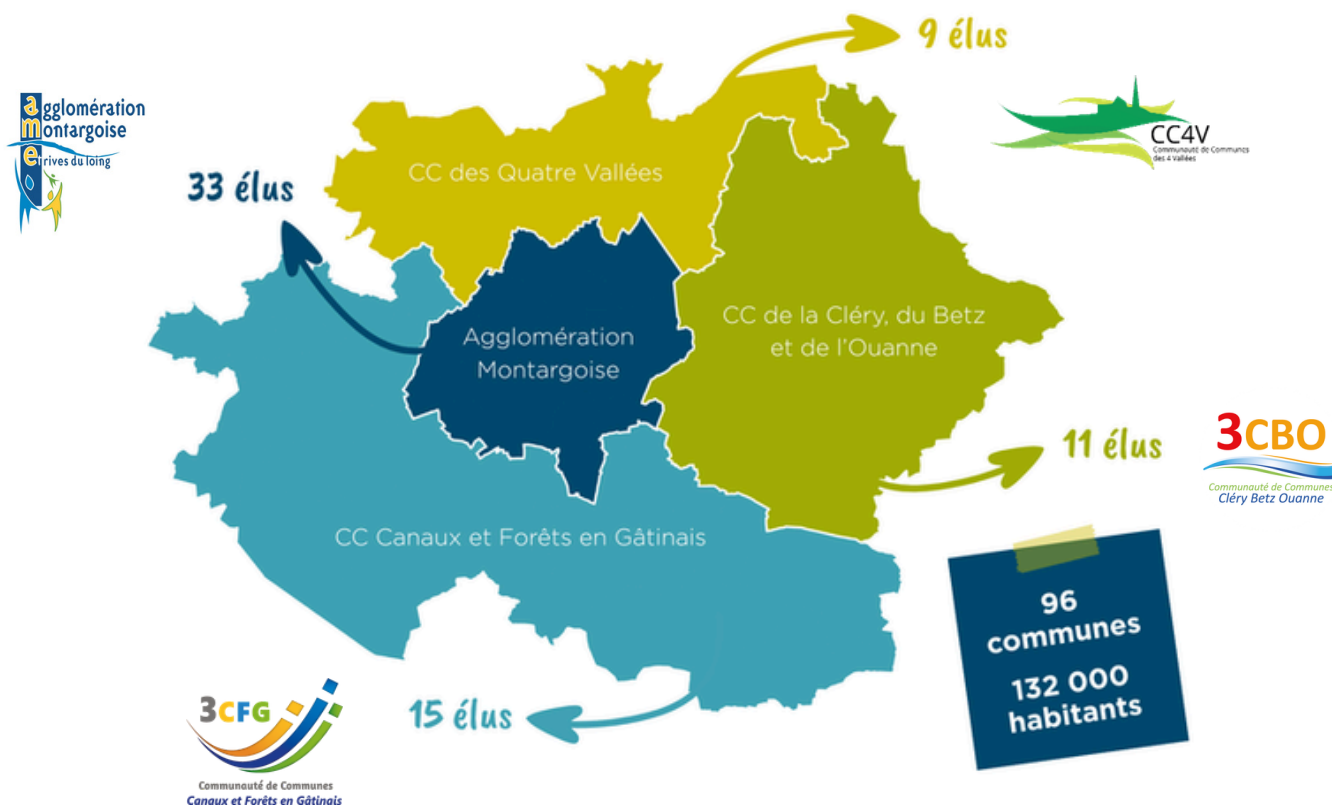 9 élus
agglomération
montargoise
et rives du loing
33 élus
CC4V
Communauté de Communes
des 4 Vallées
CC des Quatre Vallées
Agglomération
Montargoise
CC de la Cléry, du Betz
et de l'Ouanne
11 élus
3CBO
Communauté de Communes
Cléry Betz Ouanne
CC Canaux et Forêts en Gâtinais
96
communes
132 000
habitants
15 élus
3CFG
Communauté de Communes
Canaux et Forêts en Gâtinais